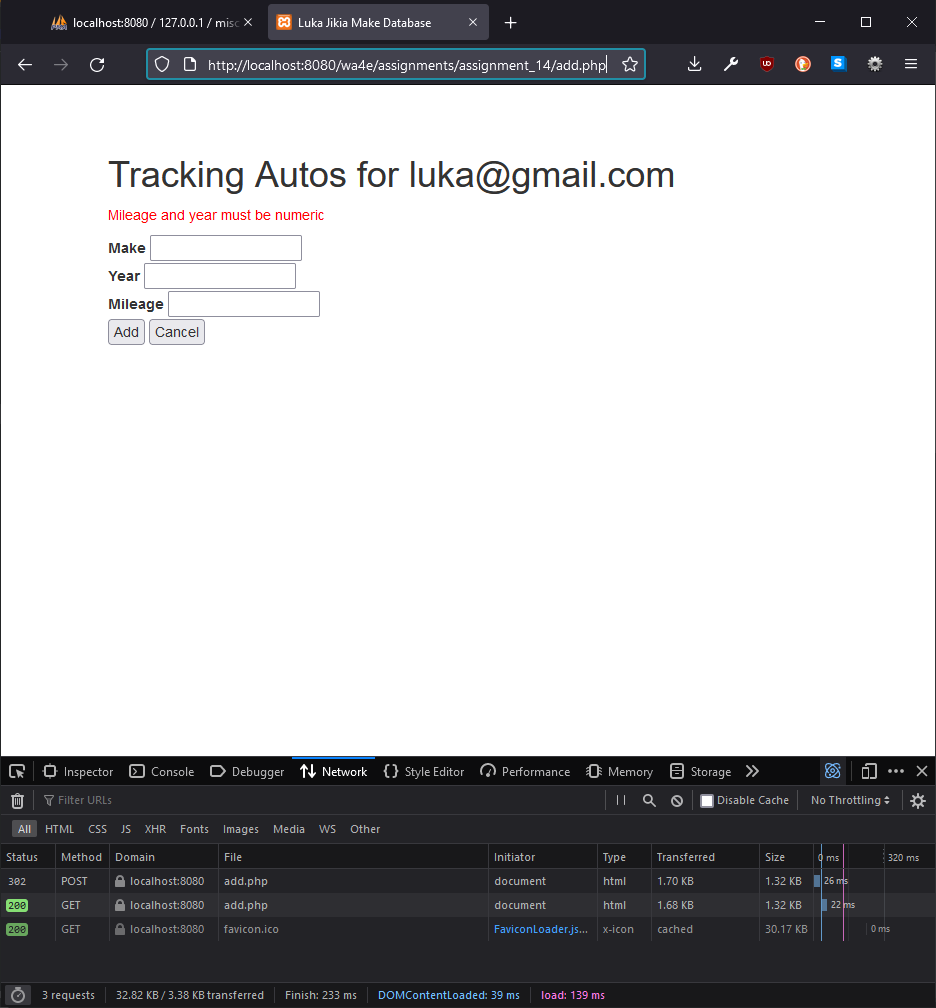 localhost:8080 / 127.0.0.1 / misc
Luka Jikia Make Database
http://localhost:8080/wa4e/assignments/assignment_14/add.php
UD
S
Tracking Autos for luka@gmail.com
Mileage and year must be numeric
Make
Year
Mileage
Add Cancel
Inspector Console Debugger Network Style Editor Performance Memory Storage
Filter URLs Disable Cache No Throttling
All HTML CSS JS XHR Fonts Images Media WS Other
Status Method Domain File Initiator Type Transferred Size 0 ms 320 ms
302 POST localhost:8080 add.php document html 1.70 KB 1.32 KB 26 ms
200 GET localhost:8080 add.php document html 1.68 KB 1.32 KB 22 ms
200 GET localhost:8080 favicon.ico FaviconLoader.js... x-icon cached 30.17 KB 0 ms
3 requests 32.82 KB / 3.38 KB transferred Finish: 233 ms DOMContentLoaded: 39 ms load: 139 ms